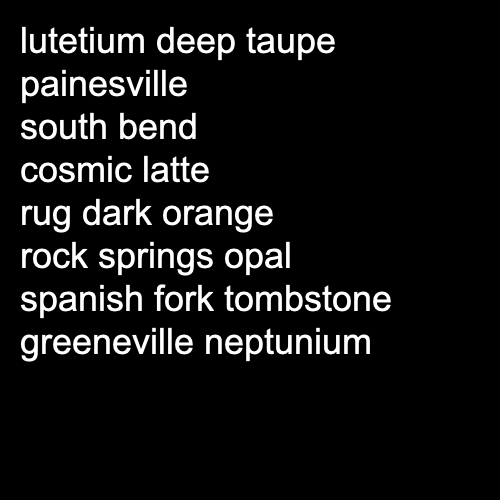 lutetium deep taupe
painesville
south bend
cosmic latte
rug dark orange
rock springs opal
spanish fork tombstone
greeneville neptunium